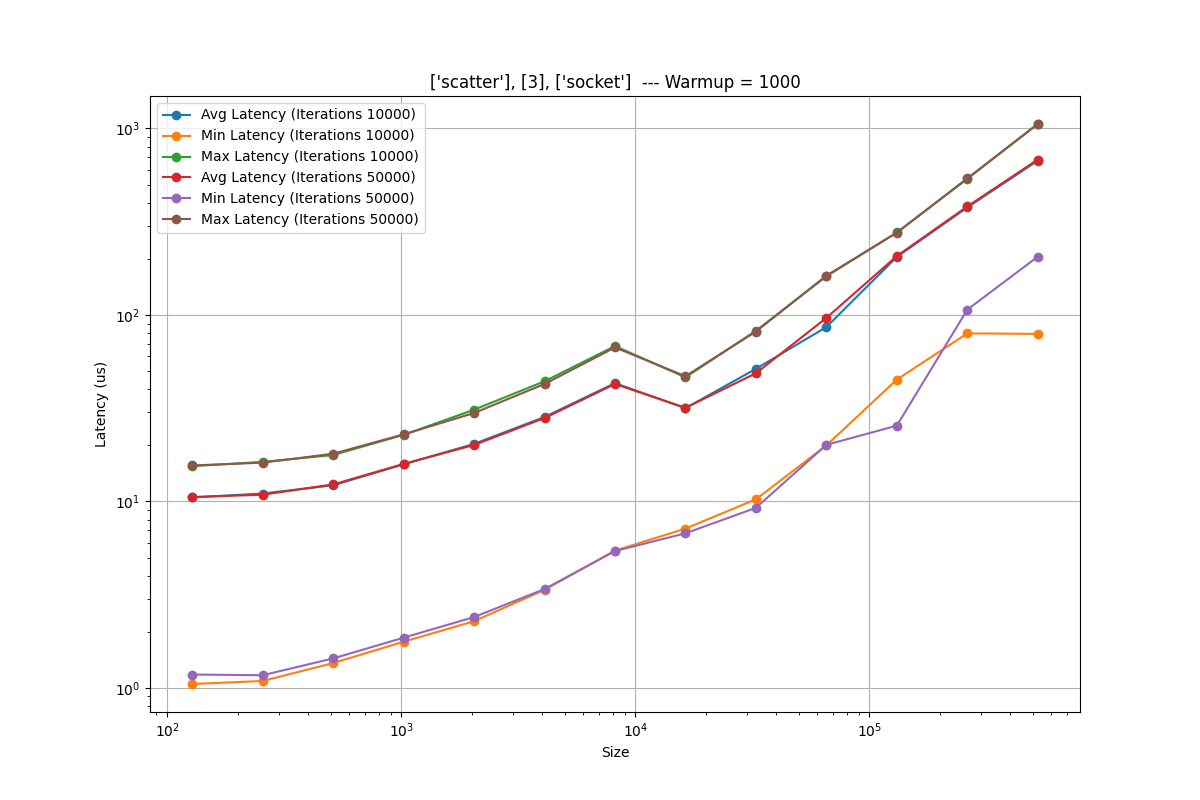 ['scatter'], [3], ['socket']  --- Warmup = 1000
Avg Latency (Iterations 10000)
Min Latency (Iterations 10000)
Max Latency (Iterations 10000)
Avg Latency (Iterations 50000)
Min Latency (Iterations 50000)
Max Latency (Iterations 50000)
10³
10²
10¹
10⁰
Latency (us)
10² 10³ 10⁴ 10⁵
Size